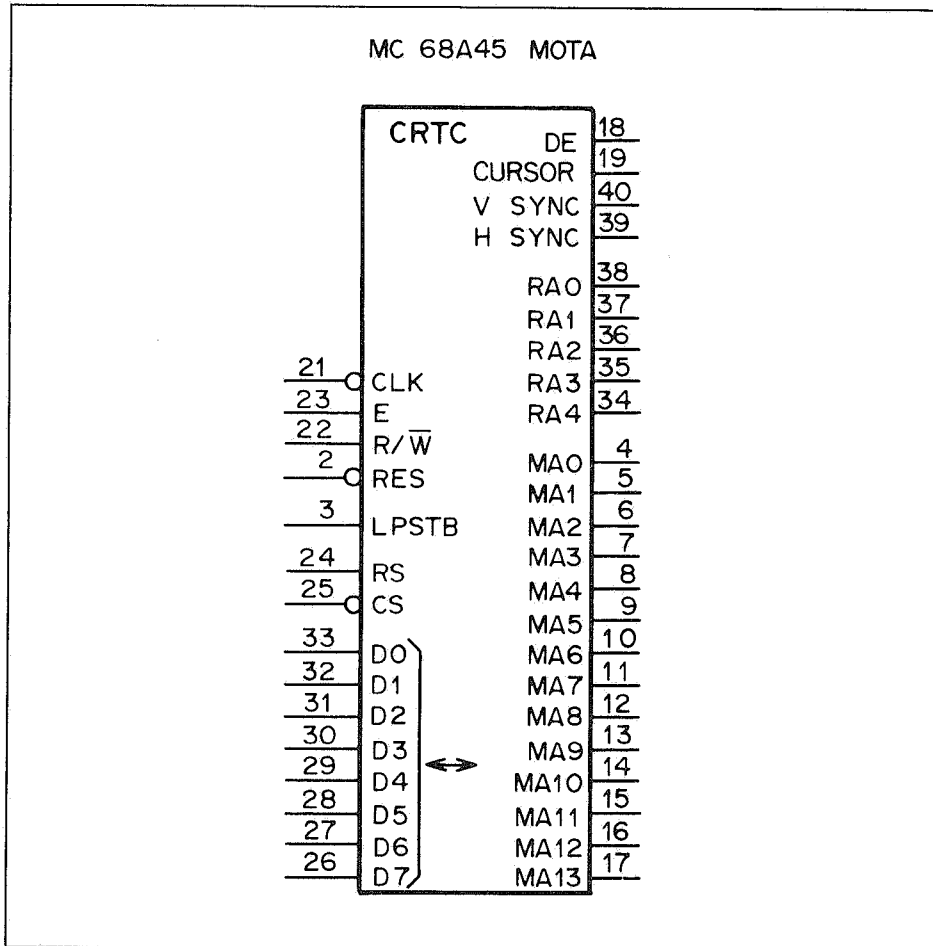 MC 68A45 MOTA
CRTC
DE 18
CURSOR 19
V SYNC 40
H SYNC 39
RA0 38
RA1 37
RA2 36
RA3 35
RA4 34
21 CLK
23 E
22 R/W̅
2 RES
3 LPSTB
24 RS
25 CS
33 D0
32 D1
31 D2
30 D3
29 D4
28 D5
27 D6
26 D7
MA0 4
MA1 5
MA2 6
MA3 7
MA4 8
MA5 9
MA6 10
MA7 11
MA8 12
MA9 13
MA10 14
MA11 15
MA12 16
MA13 17